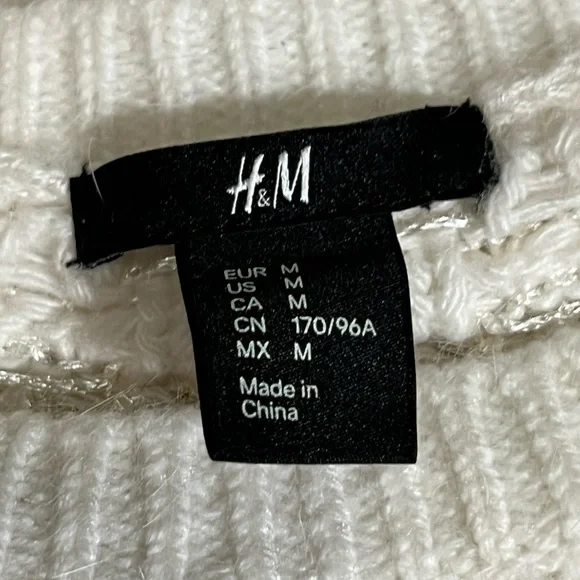 H&M
EUR M
US M
CA M
CN 170/96A
MX M
Made in
China